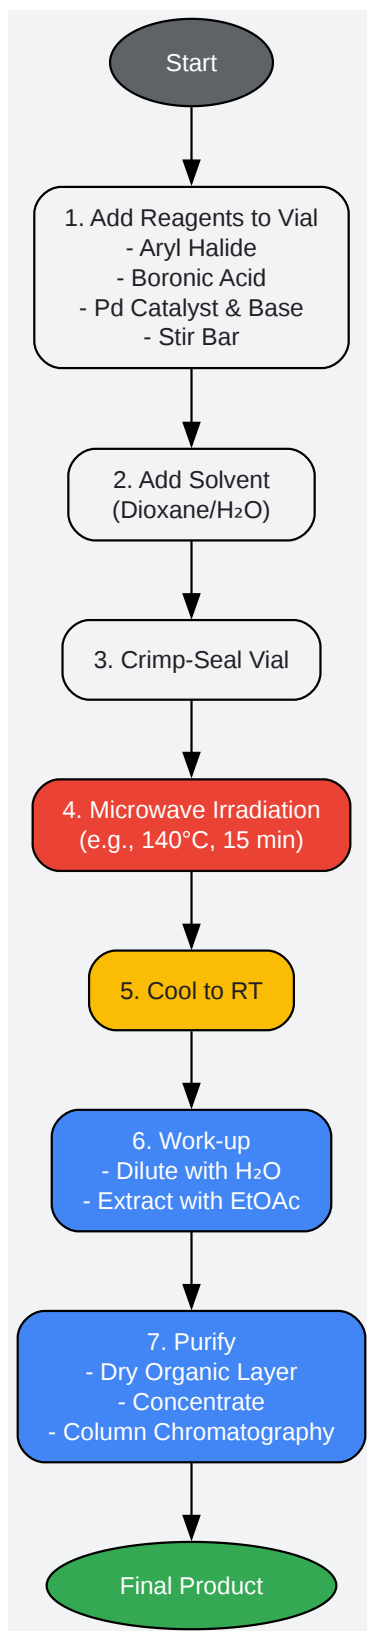 Start
1. Add Reagents to Vial
- Aryl Halide
- Boronic Acid
- Pd Catalyst & Base
- Stir Bar
2. Add Solvent
(Dioxane/H₂O)
3. Crimp-Seal Vial
4. Microwave Irradiation
(e.g., 140°C, 15 min)
5. Cool to RT
6. Work-up
- Dilute with H₂O
- Extract with EtOAc
7. Purify
- Dry Organic Layer
- Concentrate
- Column Chromatography
Final Product